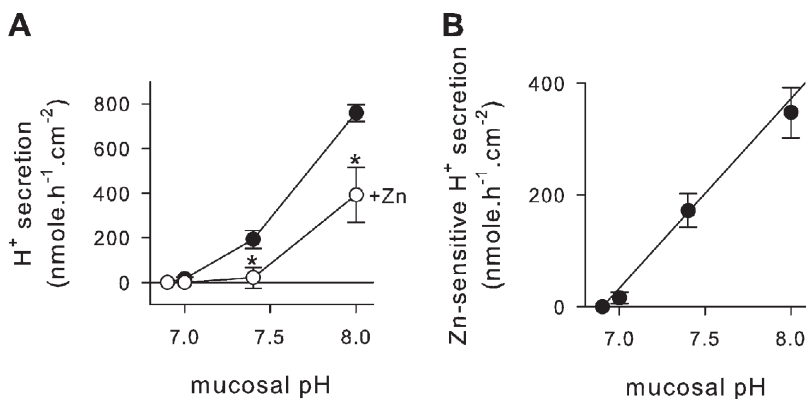 A
H+ secretion
(nmole.h-1.cm-2)
800
600
400
200
0
*
*
+Zn
7.0
7.5
8.0
mucosal pH
B
Zn-sensitive H+ secretion
(nmole.h-1.cm-2)
400
200
0
7.0
7.5
8.0
mucosal pH